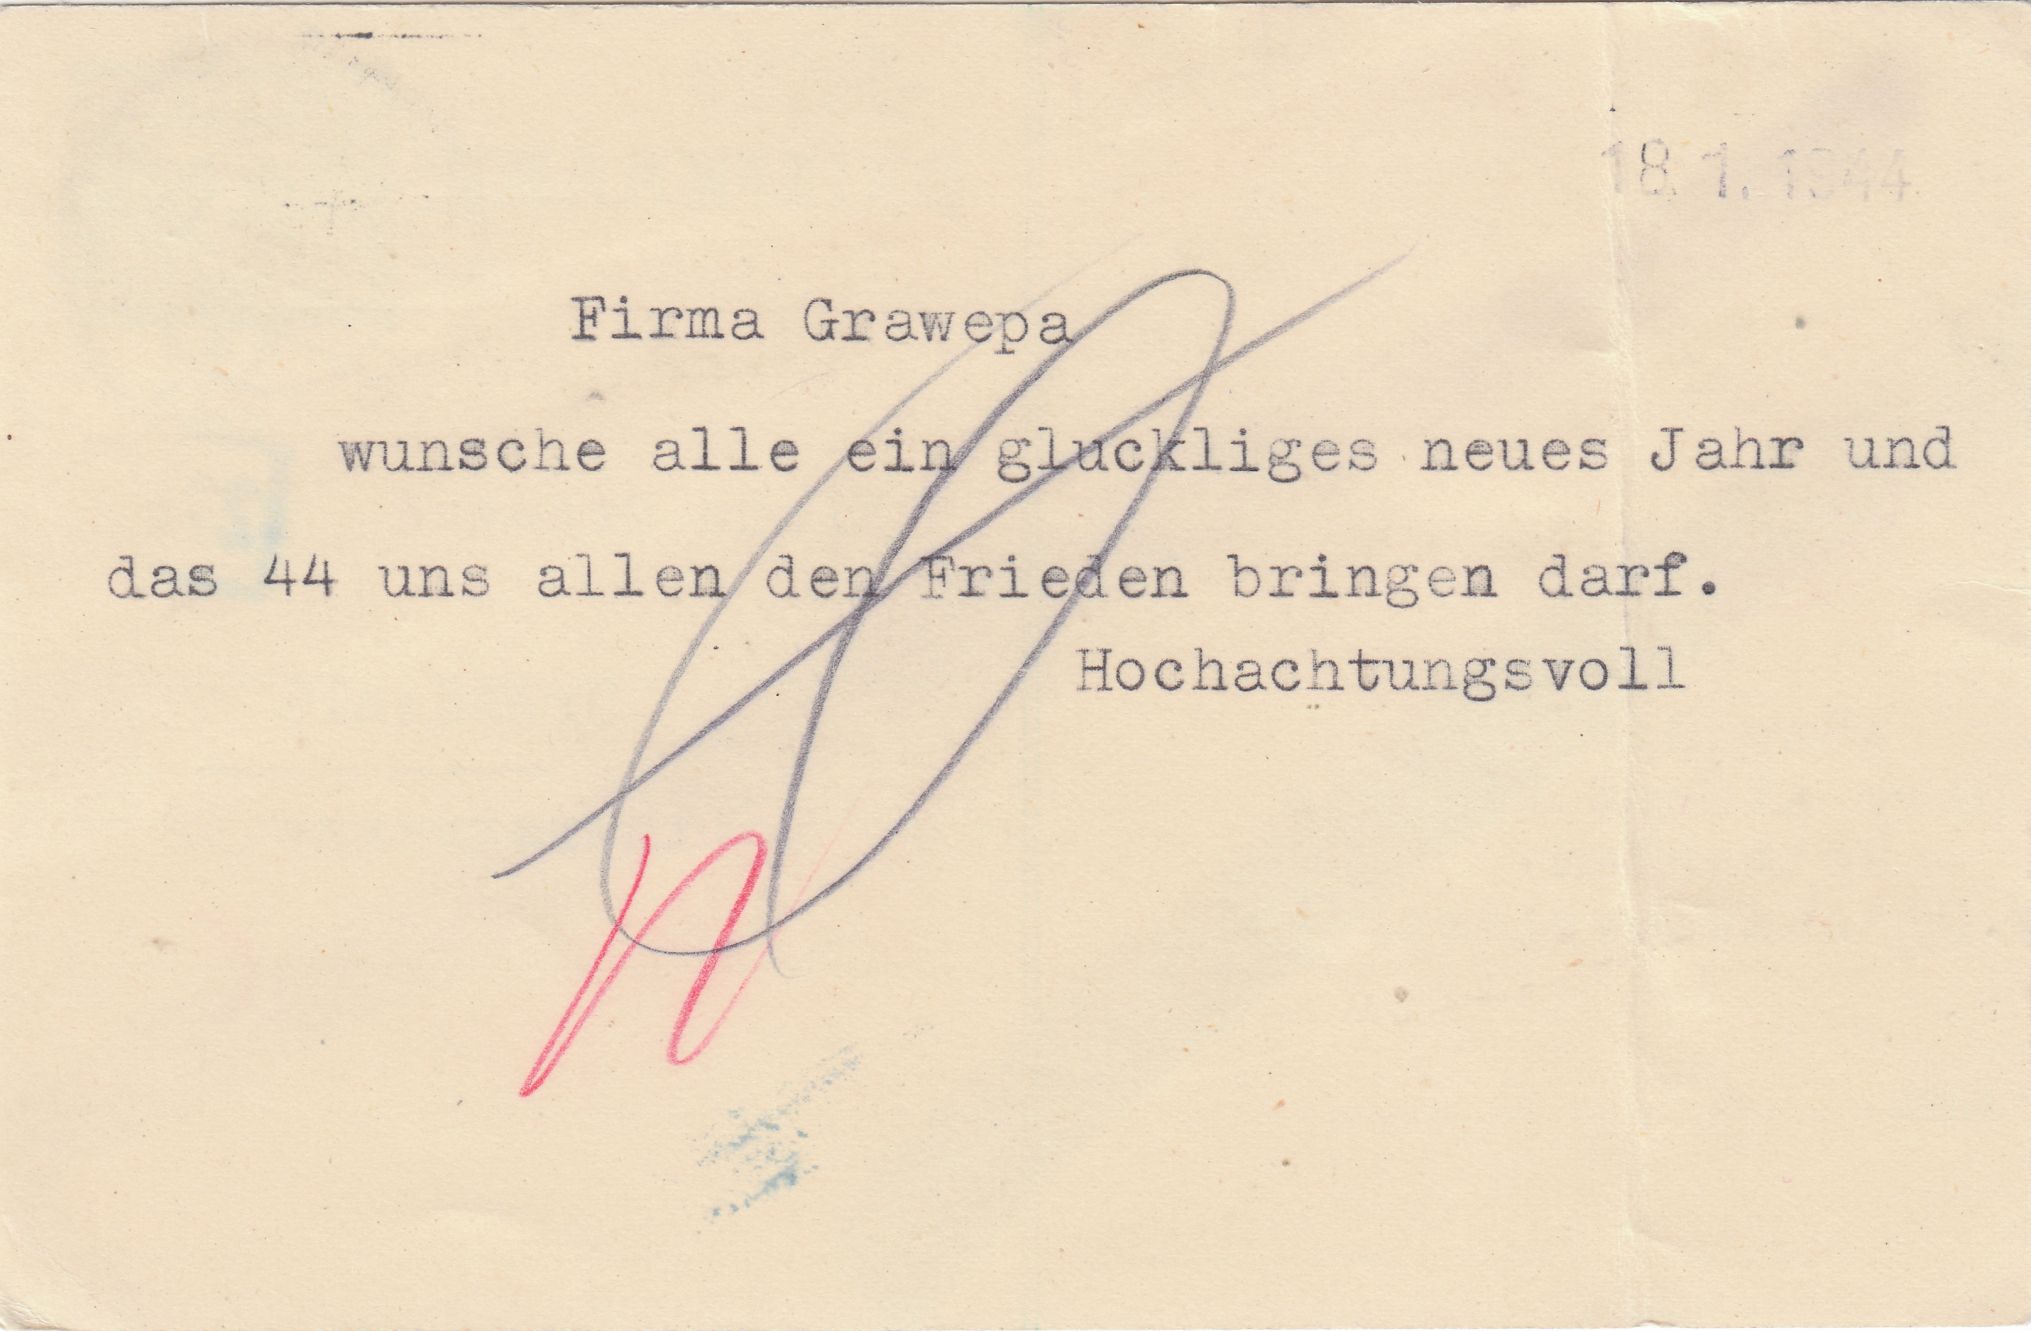 18. 1. 1944
Firma Grawepa
wunsche alle ein gluckliges neues Jahr und
das 44 uns allen den Frieden bringen darf.
Hochachtungsvoll